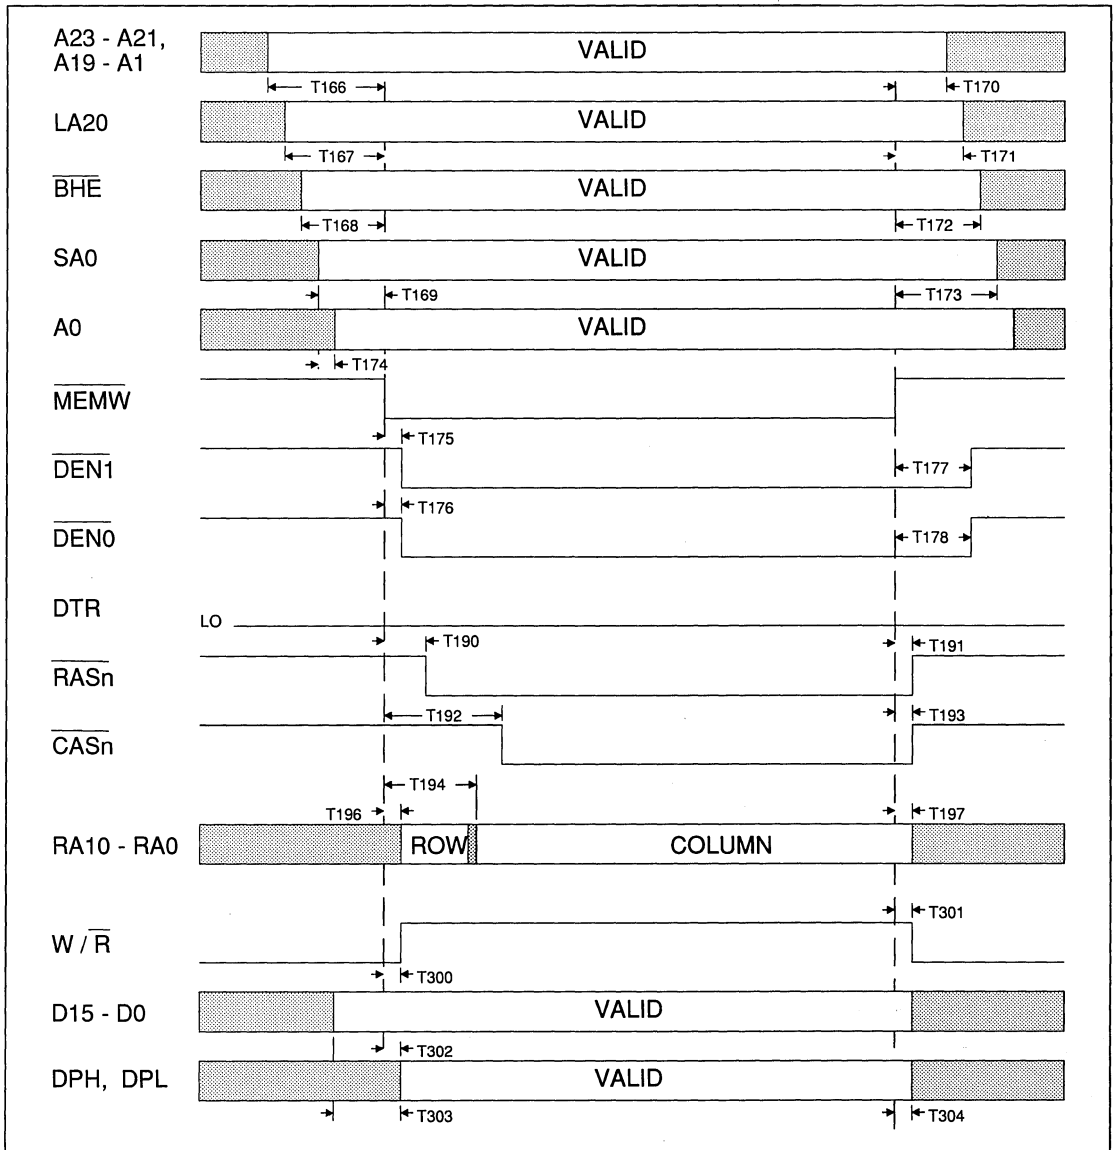 A23 - A21,
A19 - A1
VALID
T166
T170
LA20
VALID
T167
T171
BHE
VALID
T168
T172
SA0
VALID
T169
T173
A0
VALID
T174
MEMW
T175
DEN1
T177
T176
DEN0
T178
DTR
LO
T190
T191
RASn
T192
T193
CASn
T194
T196
T197
RA10 - RA0
ROW
COLUMN
T301
W / R
T300
D15 - D0
VALID
T302
DPH, DPL
VALID
T303
T304